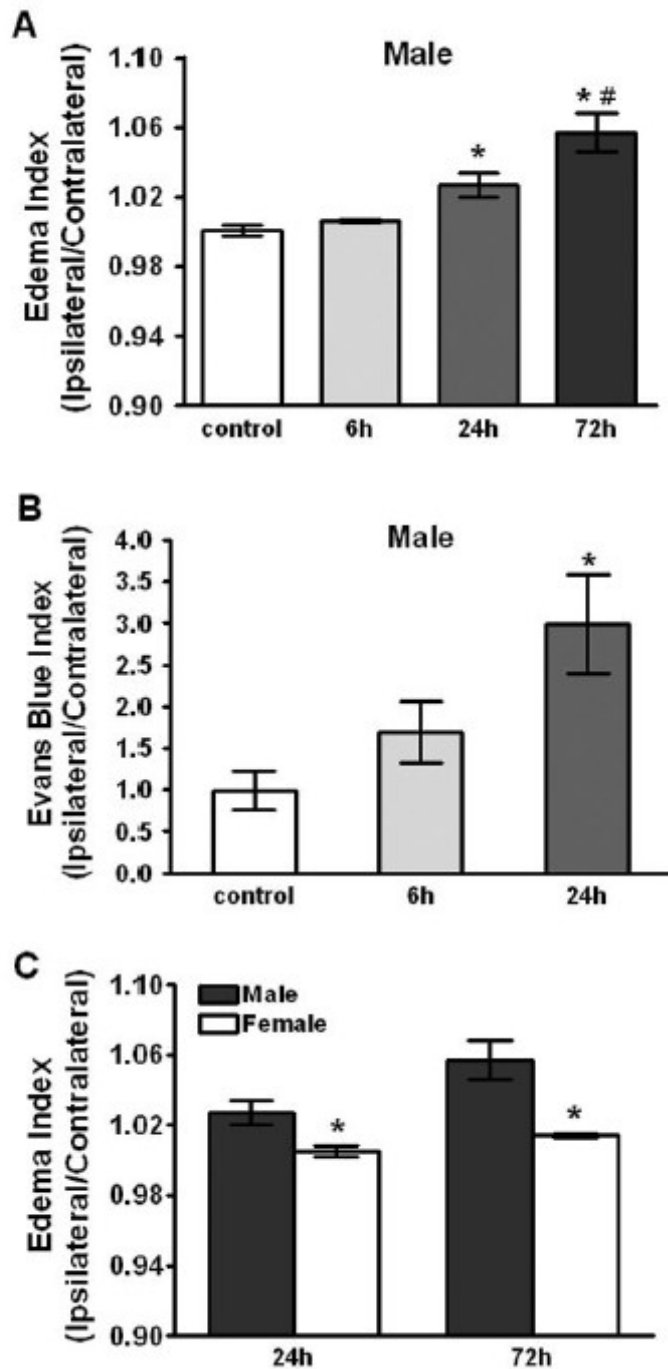 A
Male
Edema Index
(Ipsilateral/Contralateral)
1.10
1.06
1.02
0.98
0.94
0.90
*
* #
control 6h 24h 72h
B
Male
Evans Blue Index
(Ipsilateral/Contralateral)
4.0
3.5
3.0
2.5
2.0
1.5
1.0
0.5
0.0
*
control 6h 24h
C
Male
Female
Edema Index
(Ipsilateral/Contralateral)
1.10
1.06
1.02
0.98
0.94
0.90
*
*
24h 72h